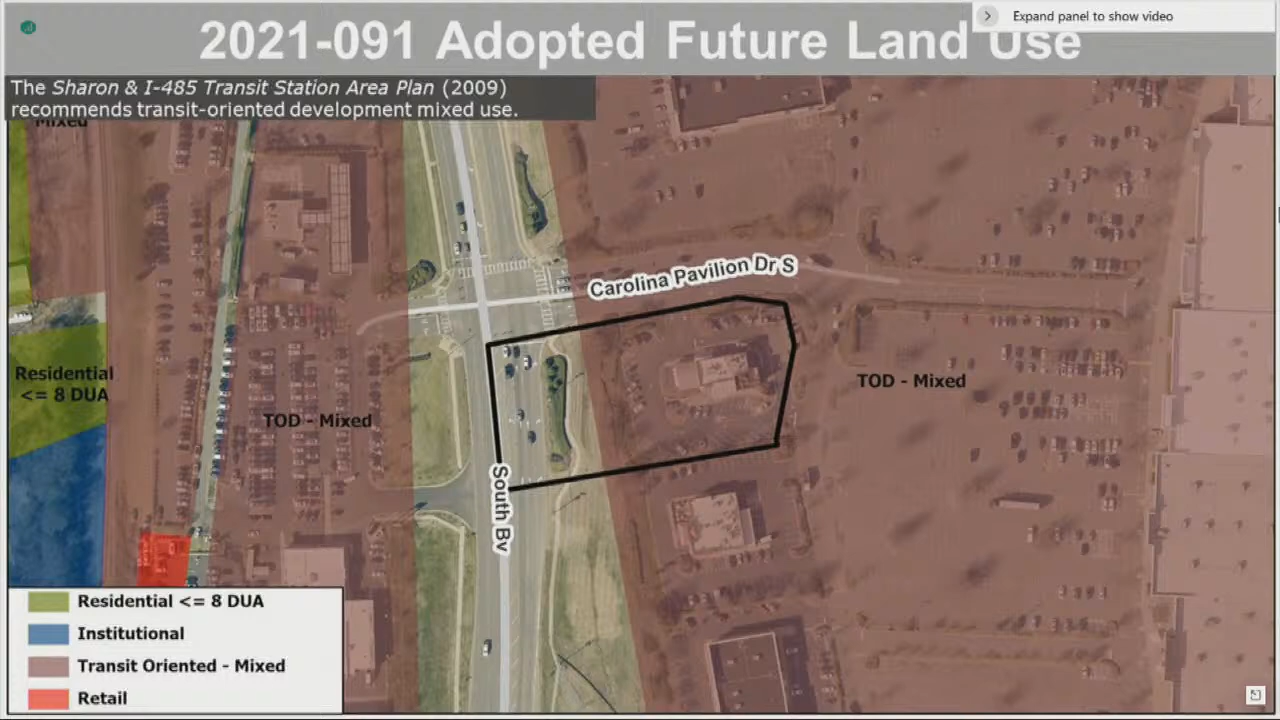 Expand panel to show video
2021-091 Adopted Future Land Use
The Sharon & I-485 Transit Station Area Plan (2009)
recommends transit-oriented development mixed use.
Mixed
Carolina Pavilion Dr S
Residential
<= 8 DUA
TOD - Mixed
TOD - Mixed
South Bv
Residential <= 8 DUA
Institutional
Transit Oriented - Mixed
Retail